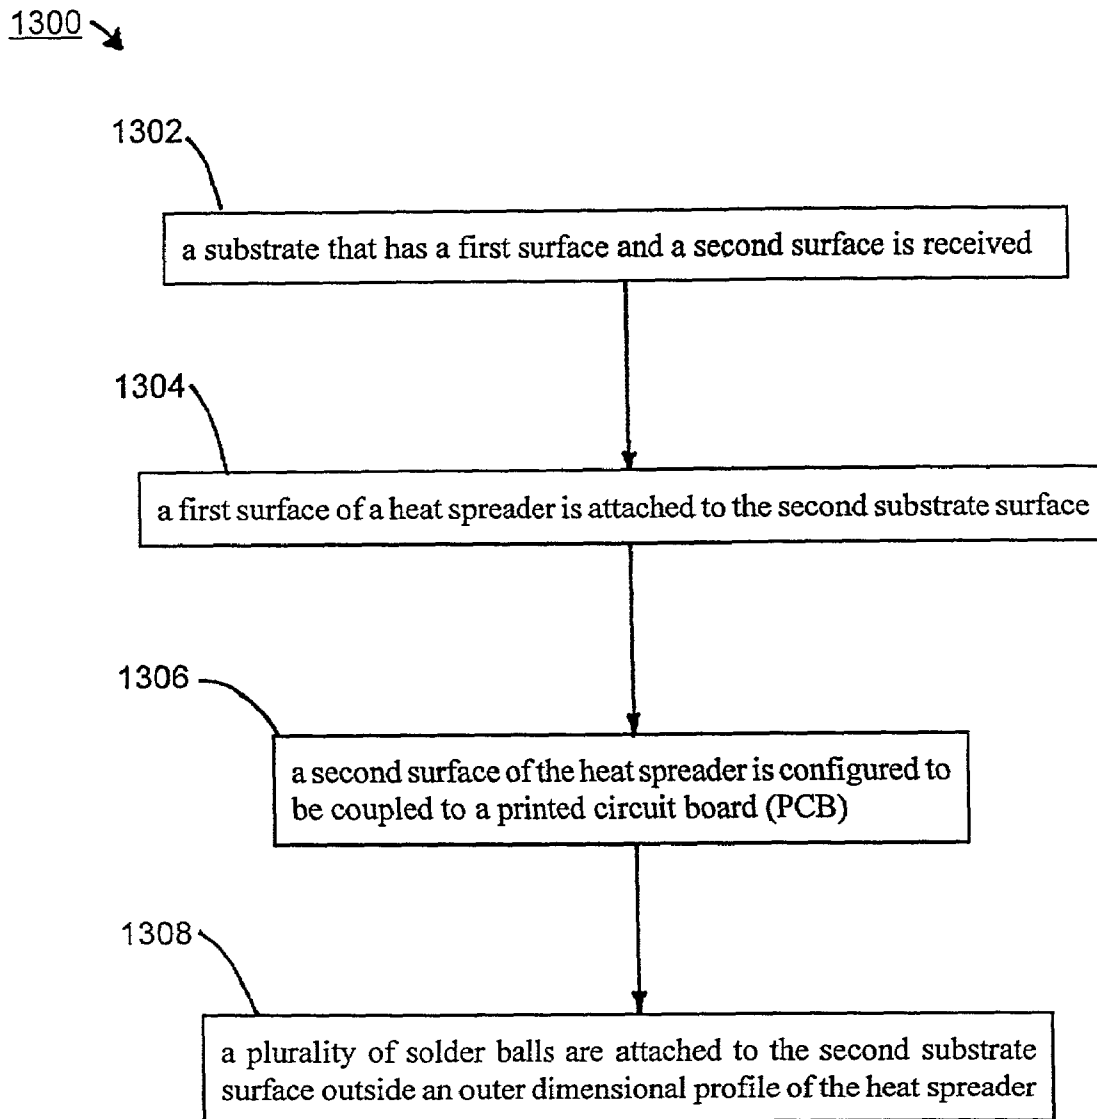 1300
1302
a substrate that has a first surface and a second surface is received
1304
a first surface of a heat spreader is attached to the second substrate surface
1306
a second surface of the heat spreader is configured to
be coupled to a printed circuit board (PCB)
1308
a plurality of solder balls are attached to the second substrate
surface outside an outer dimensional profile of the heat spreader